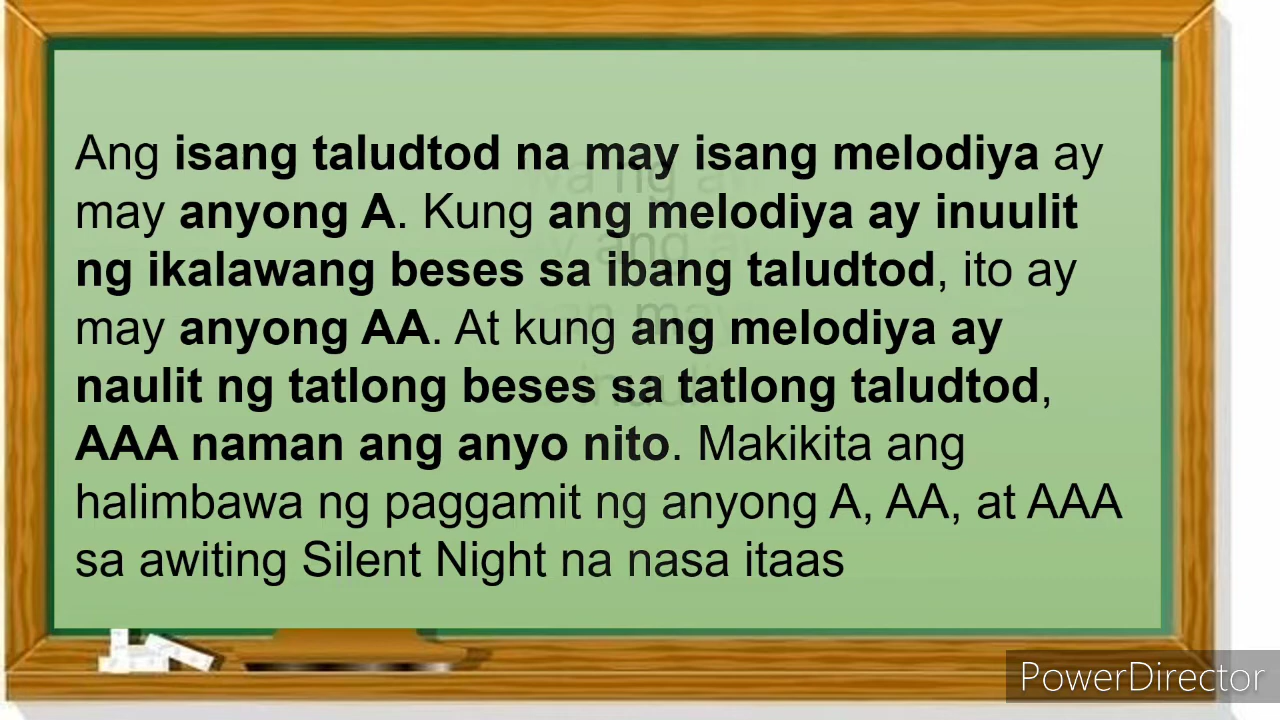 Ang isang taludtod na may isang melodiya ay
may anyong A. Kung ang melodiya ay inuulit
ng ikalawang beses sa ibang taludtod, ito ay
may anyong AA. At kung ang melodiya ay
naulit ng tatlong beses sa tatlong taludtod,
AAA naman ang anyo nito. Makikita ang
halimbawa ng paggamit ng anyong A, AA, at AAA
sa awiting Silent Night na nasa itaas
PowerDirector